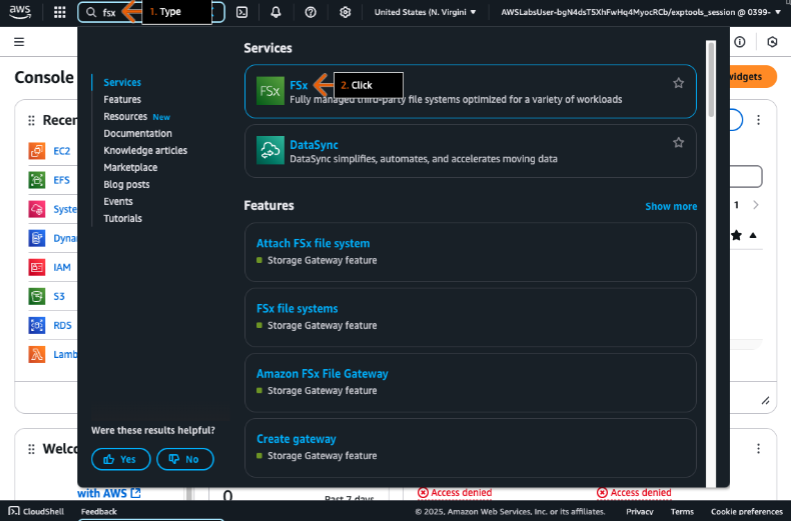 aws
fsx
1. Type
United States (N. Virgini
AWSLabsUser-bgN4dsT5XhFwHq4MyocRCb/exptools_session @ 0399-
Console
widgets
Recen
EC2
EFS
Syste
Dynam
IAM
S3
RDS
Lamb
1
Services
Features
Resources New
Documentation
Knowledge articles
Marketplace
Blog posts
Events
Tutorials
Were these results helpful?
Yes
No
Services
FSx
FSx
2. Click
Fully managed third-party file systems optimized for a variety of workloads
DataSync
DataSync simplifies, automates, and accelerates moving data
Features
Show more
Attach FSx file system
Storage Gateway feature
FSx file systems
Storage Gateway feature
Amazon FSx File Gateway
Storage Gateway feature
Create gateway
Storage Gateway feature
Welco
with AWS
0
Past 7 days
Access denied
Access denied
CloudShell
Feedback
© 2025, Amazon Web Services, Inc. or its affiliates.
Privacy
Terms
Cookie preferences